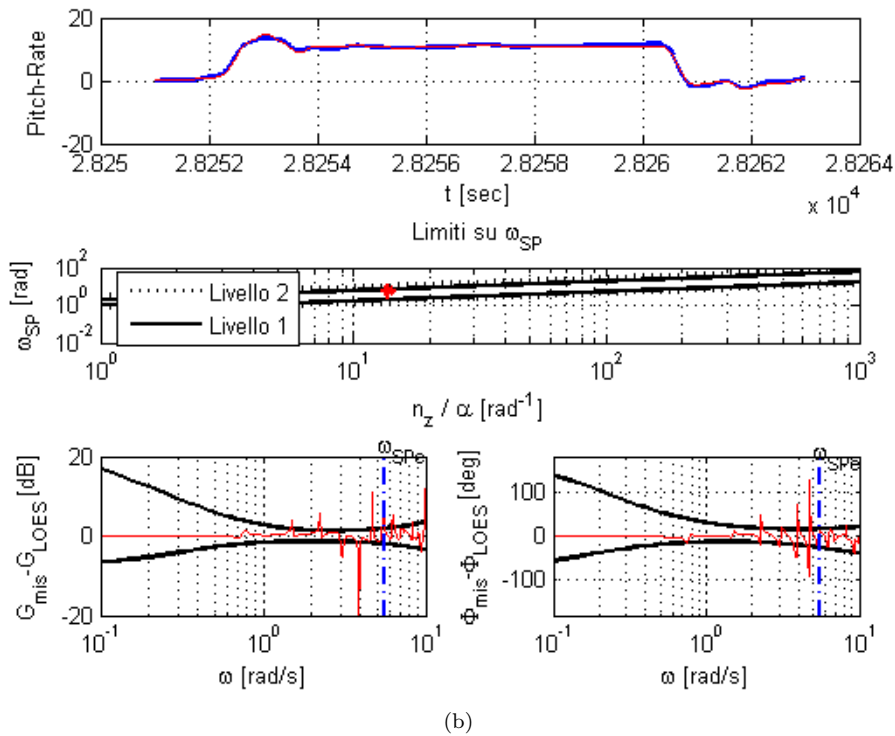 20
0
-20
Pitch-Rate
2.825 2.8252 2.8254 2.8256 2.8258 2.826 2.8262 2.8264
t [sec]
x 10^4
Limiti su ω_SP
10^2
10^0
10^-2
ω_SP [rad]
Livello 2
Livello 1
10^0 10^1 10^2 10^3
n_z / α [rad^-1]
20
0
-20
G_mis-G_LOES [dB]
ω_SPe
10^-1 10^0 10^1
ω [rad/s]
100
0
-100
Φ_mis-Φ_LOES [deg]
ω_SPe
10^-1 10^0 10^1
ω [rad/s]
(b)